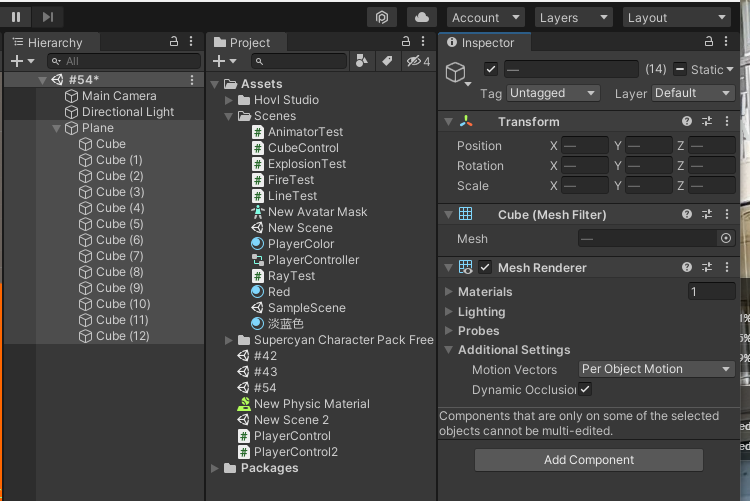 Account
Layers
Layout
Hierarchy
All
#54*
Main Camera
Directional Light
Plane
Cube
Cube (1)
Cube (2)
Cube (3)
Cube (4)
Cube (5)
Cube (6)
Cube (7)
Cube (8)
Cube (9)
Cube (10)
Cube (11)
Cube (12)
Project
4
Assets
Hovl Studio
Scenes
AnimatorTest
CubeControl
ExplosionTest
FireTest
LineTest
New Avatar Mask
New Scene
PlayerColor
PlayerController
RayTest
Red
SampleScene
淡蓝色
Supercyan Character Pack Free
#42
#43
#54
New Physic Material
New Scene 2
PlayerControl
PlayerControl2
Packages
Inspector
— (14) Static
Tag Untagged Layer Default
Transform
Position X — Y — Z —
Rotation X — Y — Z —
Scale X — Y — Z —
Cube (Mesh Filter)
Mesh —
Mesh Renderer
Materials 1
Lighting
Probes
Additional Settings
Motion Vectors Per Object Motion
Dynamic Occlusion
Components that are only on some of the selected
objects cannot be multi-edited.
Add Component